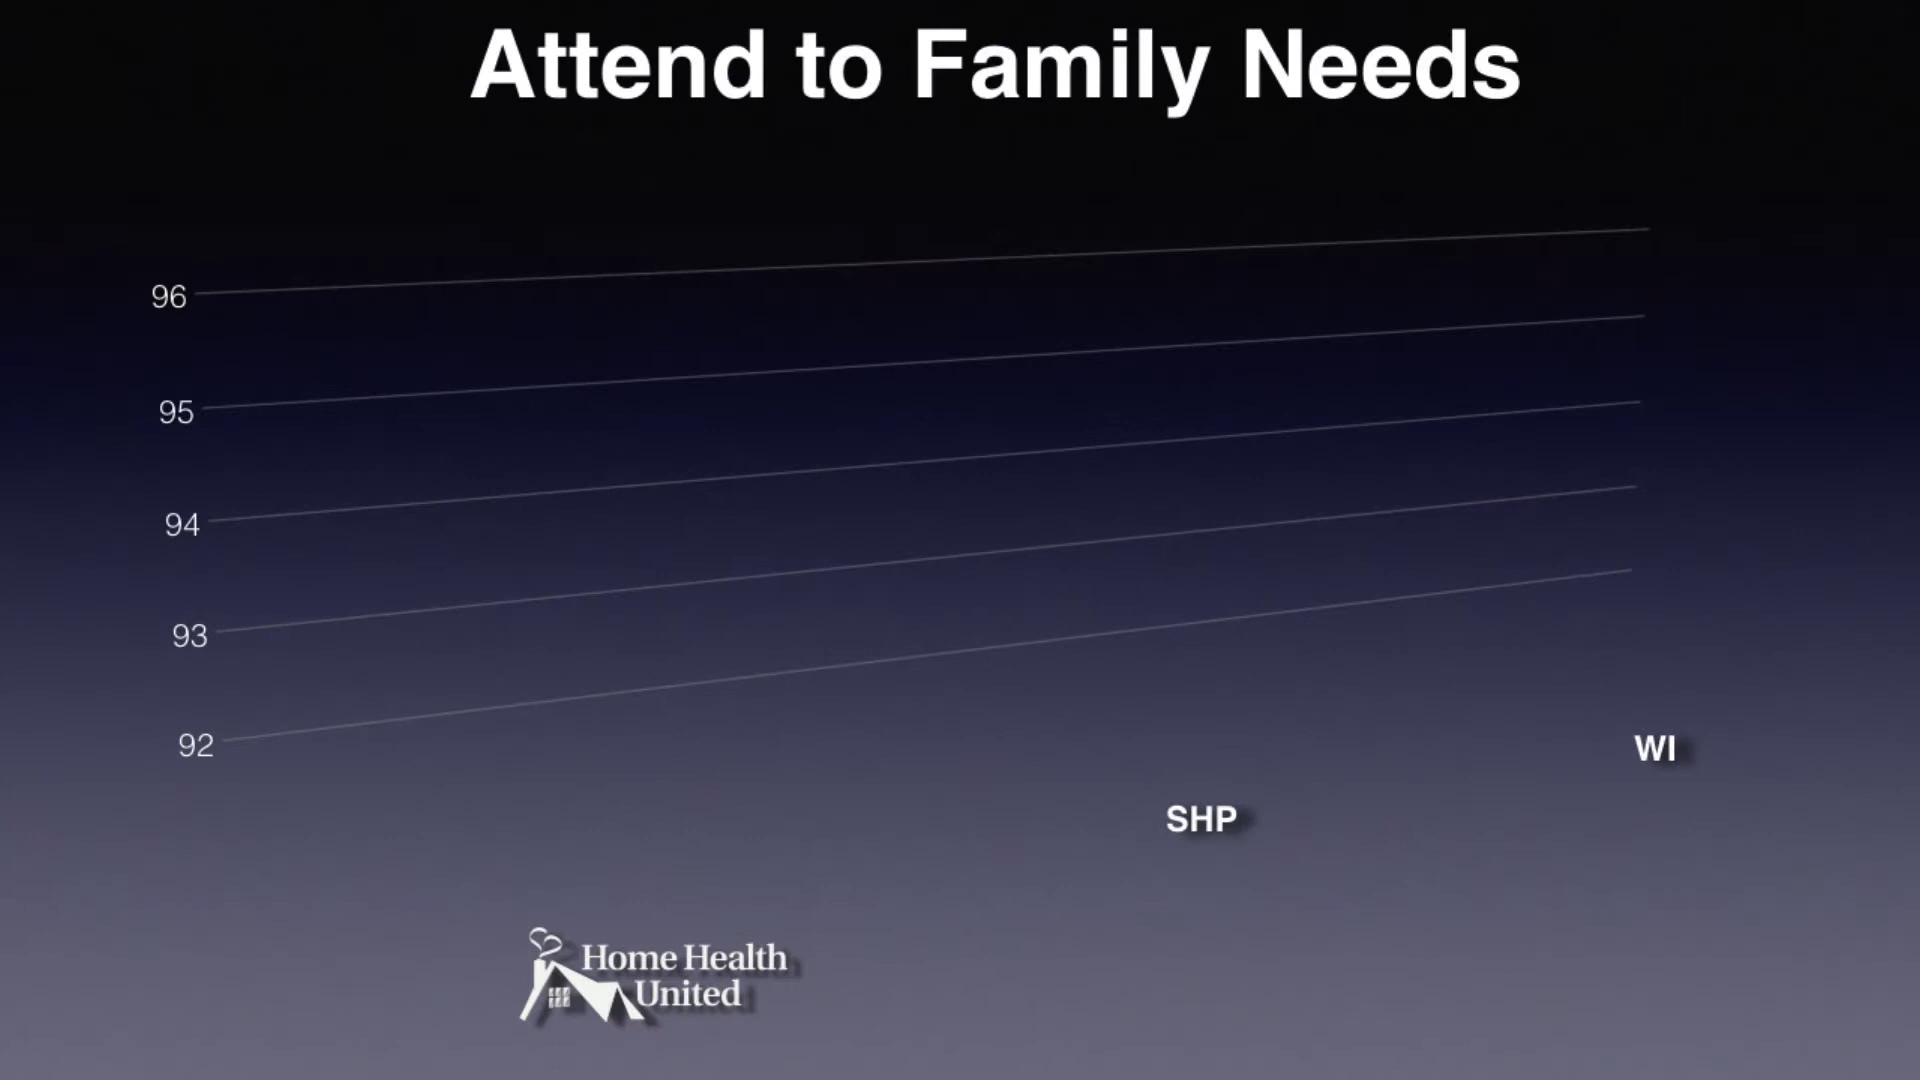 Attend to Family Needs
96
95
94
93
92
WI
SHP
Home Health
United